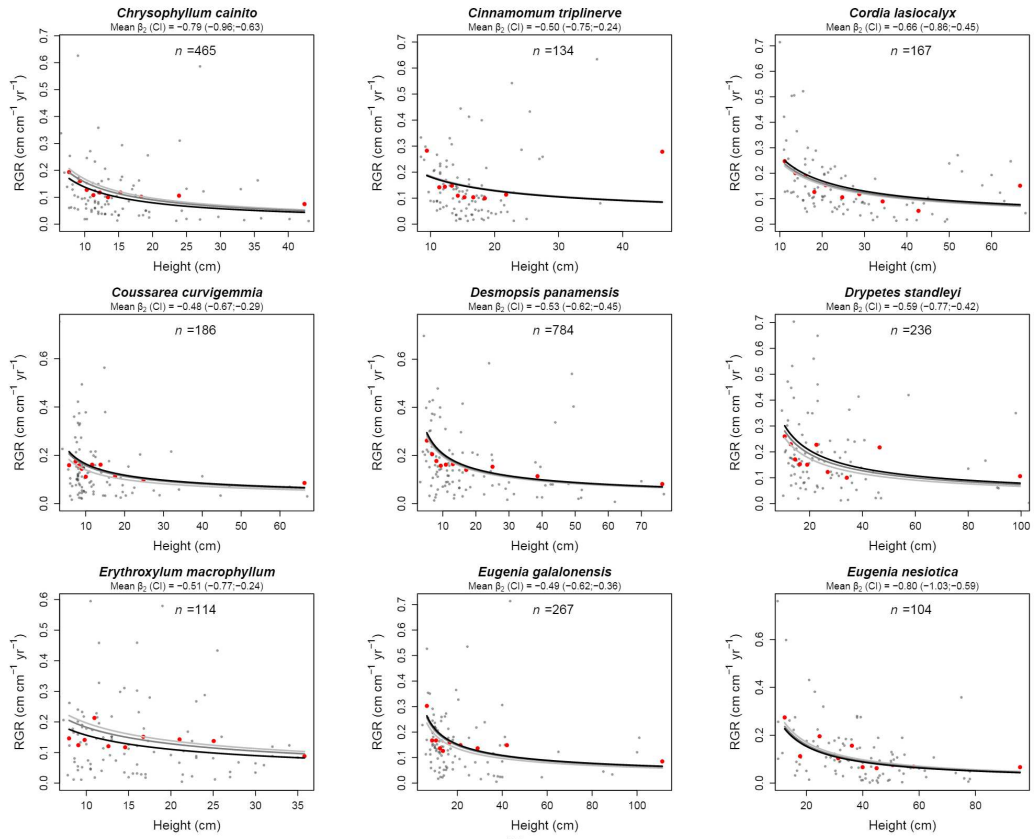 Chrysophyllum cainito
Mean β₂ (CI) = −0.79 (−0.96;−0.63)
n =465
RGR (cm cm⁻¹ yr⁻¹)
0.0 0.1 0.2 0.3 0.4 0.5 0.6 0.7
10 15 20 25 30 35 40
Height (cm)
Cinnamomum triplinerve
Mean β₂ (CI) = −0.50 (−0.75;−0.24)
n =134
RGR (cm cm⁻¹ yr⁻¹)
0.0 0.1 0.2 0.3 0.4 0.5 0.6 0.7
10 20 30 40
Height (cm)
Cordia lasiocalyx
Mean β₂ (CI) = −0.66 (−0.86;−0.45)
n =167
RGR (cm cm⁻¹ yr⁻¹)
0.0 0.1 0.2 0.3 0.4 0.5 0.6 0.7
10 20 30 40 50 60
Height (cm)
Coussarea curvigemmia
Mean β₂ (CI) = −0.48 (−0.67;−0.29)
n =186
RGR (cm cm⁻¹ yr⁻¹)
0.0 0.2 0.4 0.6
10 20 30 40 50 60
Height (cm)
Desmopsis panamensis
Mean β₂ (CI) = −0.53 (−0.62;−0.45)
n =784
RGR (cm cm⁻¹ yr⁻¹)
0.0 0.2 0.4 0.6
10 20 30 40 50 60 70
Height (cm)
Drypetes standleyi
Mean β₂ (CI) = −0.59 (−0.77;−0.42)
n =236
RGR (cm cm⁻¹ yr⁻¹)
0.0 0.1 0.2 0.3 0.4 0.5 0.6 0.7
20 40 60 80 100
Height (cm)
Erythroxylum macrophyllum
Mean β₂ (CI) = −0.51 (−0.77;−0.24)
n =114
RGR (cm cm⁻¹ yr⁻¹)
0.0 0.1 0.2 0.3 0.4 0.5 0.6
10 15 20 25 30 35
Height (cm)
Eugenia galalonensis
Mean β₂ (CI) = −0.49 (−0.62;−0.36)
n =267
RGR (cm cm⁻¹ yr⁻¹)
0.0 0.1 0.2 0.3 0.4 0.5 0.6 0.7
20 40 60 80 100
Height (cm)
Eugenia nesiotica
Mean β₂ (CI) = −0.80 (−1.03;−0.59)
n =104
RGR (cm cm⁻¹ yr⁻¹)
0.0 0.2 0.4 0.6
20 40 60 80
Height (cm)